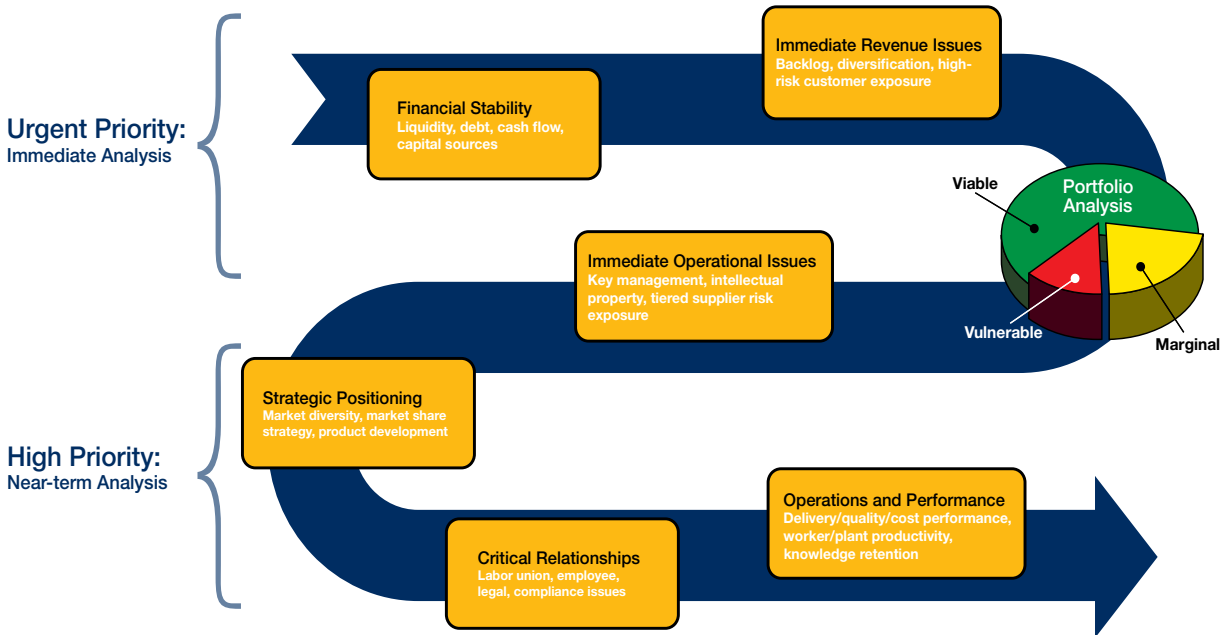 Urgent Priority:
Immediate Analysis
Financial Stability
Liquidity, debt, cash flow,
capital sources
Immediate Revenue Issues
Backlog, diversification, high-
risk customer exposure
Portfolio
Analysis
Viable
Vulnerable
Marginal
Immediate Operational Issues
Key management, intellectual
property, tiered supplier risk
exposure
High Priority:
Near-term Analysis
Strategic Positioning
Market diversity, market share
strategy, product development
Critical Relationships
Labor union, employee,
legal, compliance issues
Operations and Performance
Delivery/quality/cost performance,
worker/plant productivity,
knowledge retention